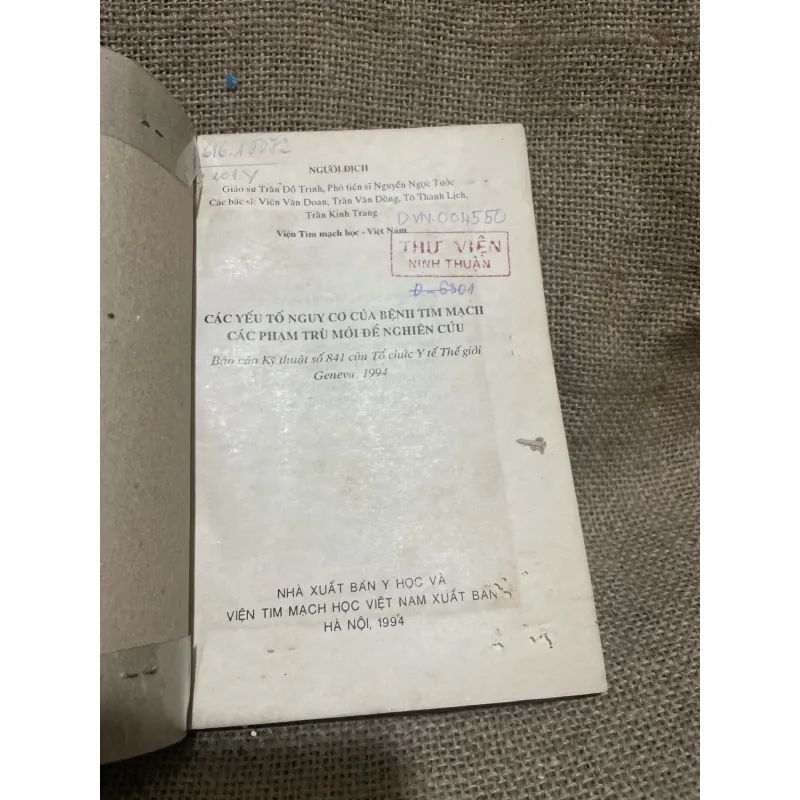 616.10072
101Y
NGƯỜI DỊCH
Giáo sư Trần Đỗ Trinh, Phó tiến sĩ Nguyễn Ngọc Tước
Các bác sĩ: Viên Văn Đoan, Trần Văn Đồng, Tô Thanh Lịch,
Trần Kinh Trang
Viện Tim mạch học - Việt Nam
DVN.004550
THƯ VIỆN
NINH THUẬN
Đ-6301
CÁC YẾU TỐ NGUY CƠ CỦA BỆNH TIM MẠCH
CÁC PHẠM TRÙ MỚI ĐỂ NGHIÊN CỨU
Báo cáo Kỹ thuật số 841 của Tổ chức Y tế Thế giới
Geneva, 1994
NHÀ XUẤT BẢN Y HỌC VÀ
VIỆN TIM MẠCH HỌC VIỆT NAM XUẤT BẢN
HÀ NỘI, 1994